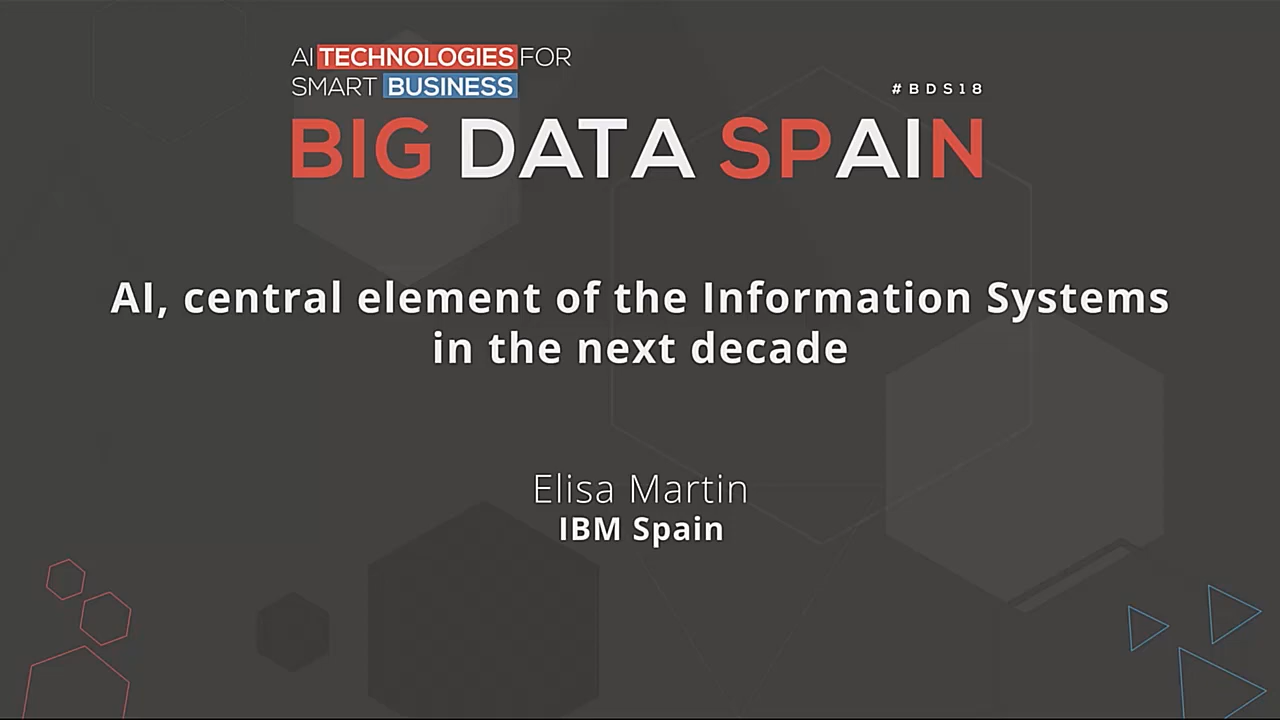 AI TECHNOLOGIES FOR
SMART BUSINESS
#BDS18
BIG DATA SPAIN
AI, central element of the Information Systems
in the next decade
Elisa Martin
IBM Spain